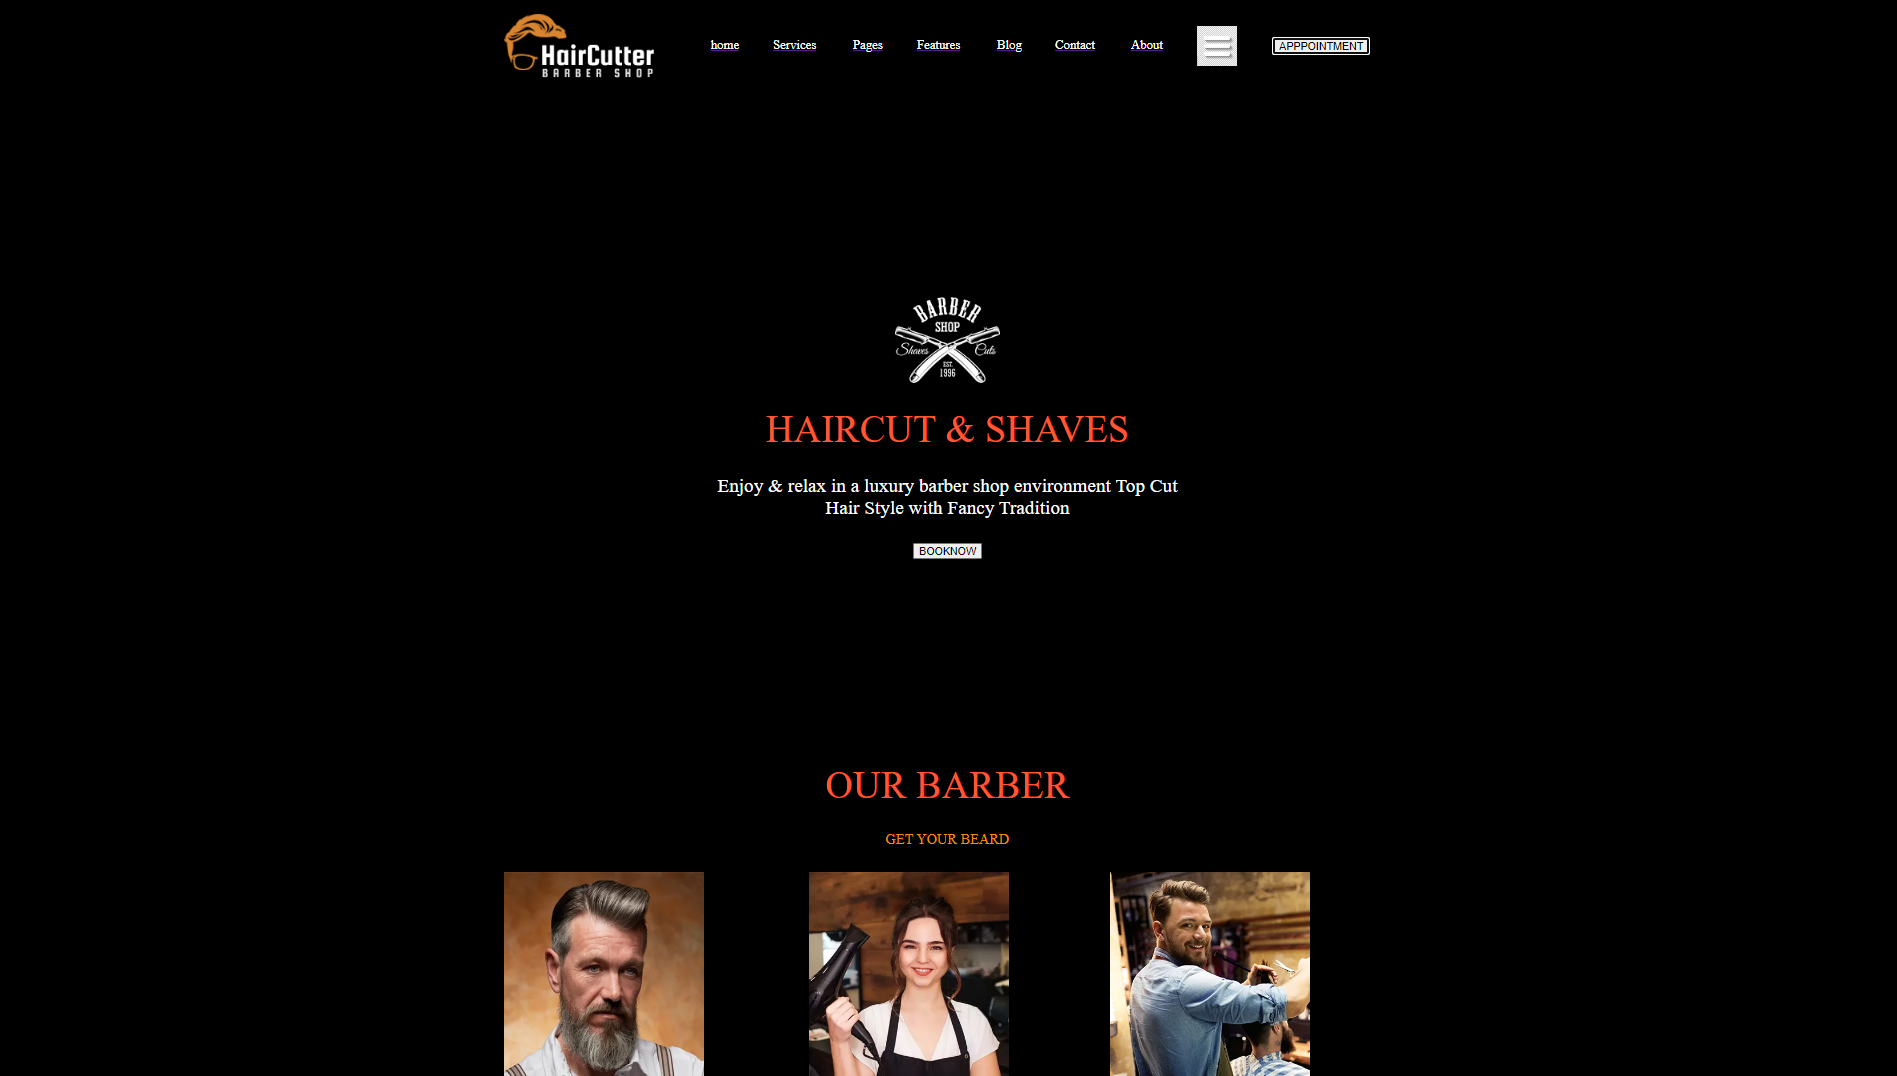 HairCutter
BARBER SHOP
home Services Pages Features Blog Contact About APPPOINTMENT
BARBER
SHOP
Shaves Cuts
EST.
1996
HAIRCUT & SHAVES
Enjoy & relax in a luxury barber shop environment Top Cut
Hair Style with Fancy Tradition
BOOKNOW
OUR BARBER
GET YOUR BEARD